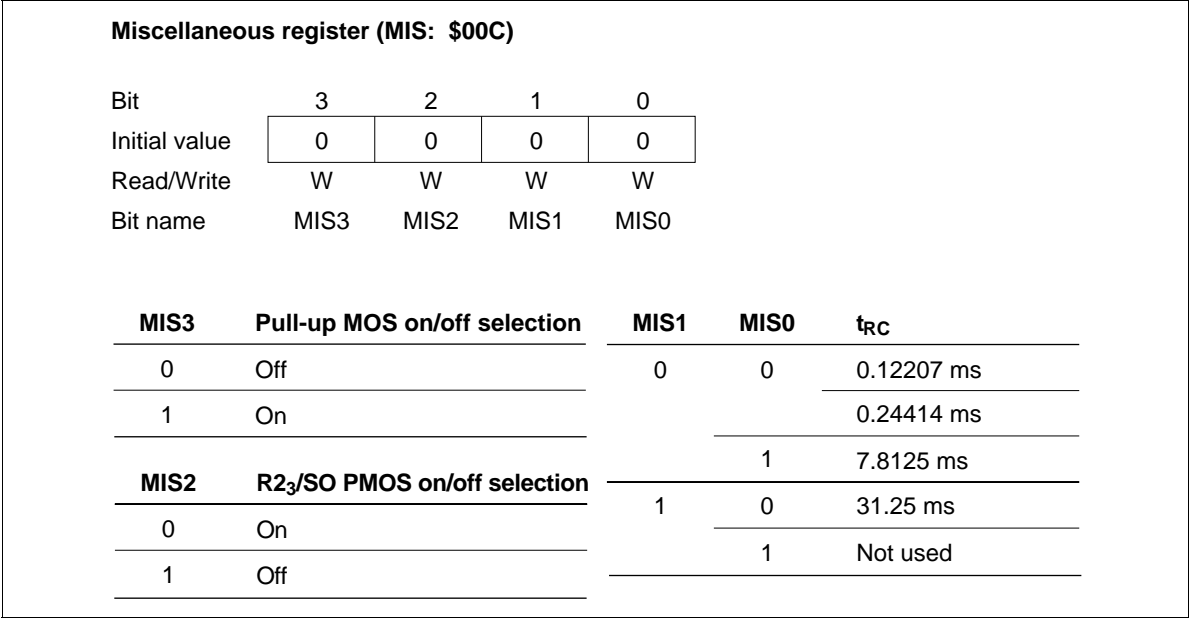 Miscellaneous register (MIS: $00C)
Bit 3 2 1 0
Initial value 0 0 0 0
Read/Write W W W W
Bit name MIS3 MIS2 MIS1 MIS0
MIS3 Pull-up MOS on/off selection
0 Off
1 On
MIS2 R23/SO PMOS on/off selection
0 On
1 Off
MIS1 MIS0 tRC
0 0 0.12207 ms
0.24414 ms
1 7.8125 ms
1 0 31.25 ms
1 Not used